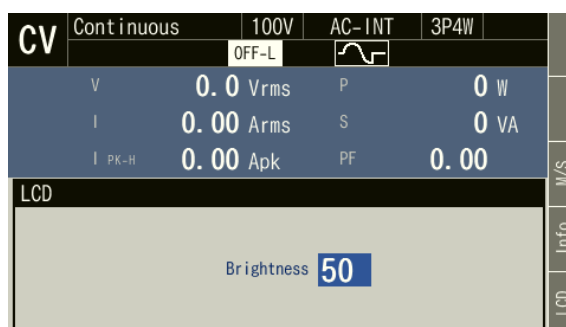 CV Continuous 100V AC-INT 3P4W
OFF-L
V 0.0 Vrms P 0 W
I 0.00 Arms S 0 VA
I PK-H 0.00 Apk PF 0.00
LCD
Brightness 50
M/S
Info
LCD